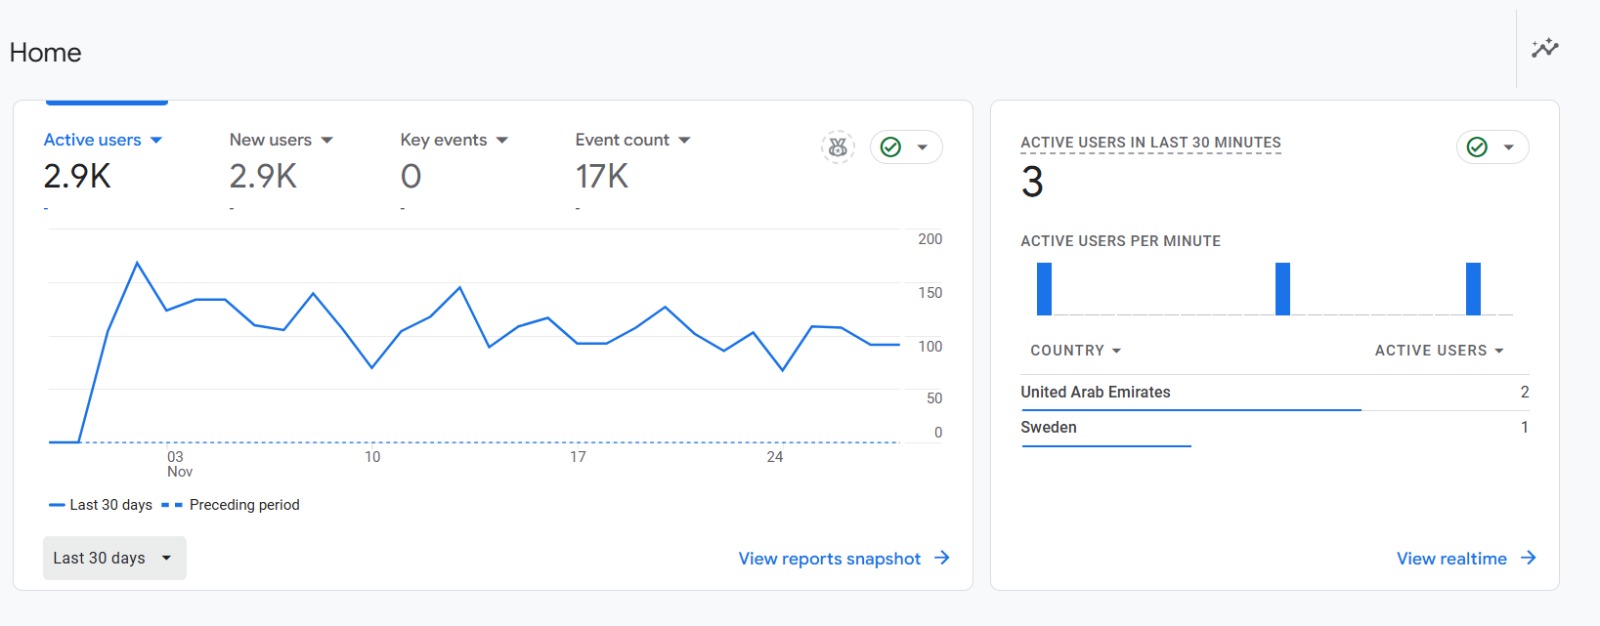 Home
Active users
New users
Key events
Event count
2.9K
2.9K
0
17K
-
-
-
-
200
150
100
50
0
03
Nov
10
17
24
Last 30 days
Preceding period
Last 30 days
View reports snapshot
ACTIVE USERS IN LAST 30 MINUTES
3
ACTIVE USERS PER MINUTE
COUNTRY
ACTIVE USERS
United Arab Emirates
2
Sweden
1
View realtime